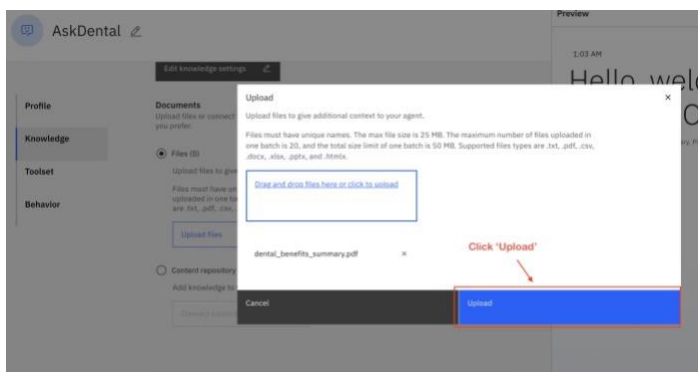 Preview
AskDental
1:03 AM
Edit knowledge settings
Hello, wel
Upload
×
Profile
Documents
Upload files or connect
you prefer.
Upload files to give additional context to your agent.
Files must have unique names. The max file size is 25 MB. The maximum number of files uploaded in
one batch is 20, and the total size limit of one batch is 50 MB. Supported files types are .txt, .pdf, .csv,
.docx, .xlsx, .pptx, and .htmlx.
Knowledge
Files (0)
Toolset
Upload files to give
Files must have un
uploaded in one ba
are .txt, .pdf, .csv,
Drag and drop files here or click to upload
Behavior
Upload files
dental_benefits_summary.pdf ×
Click 'Upload'
Content repository
Add knowledge to
Cancel
Upload